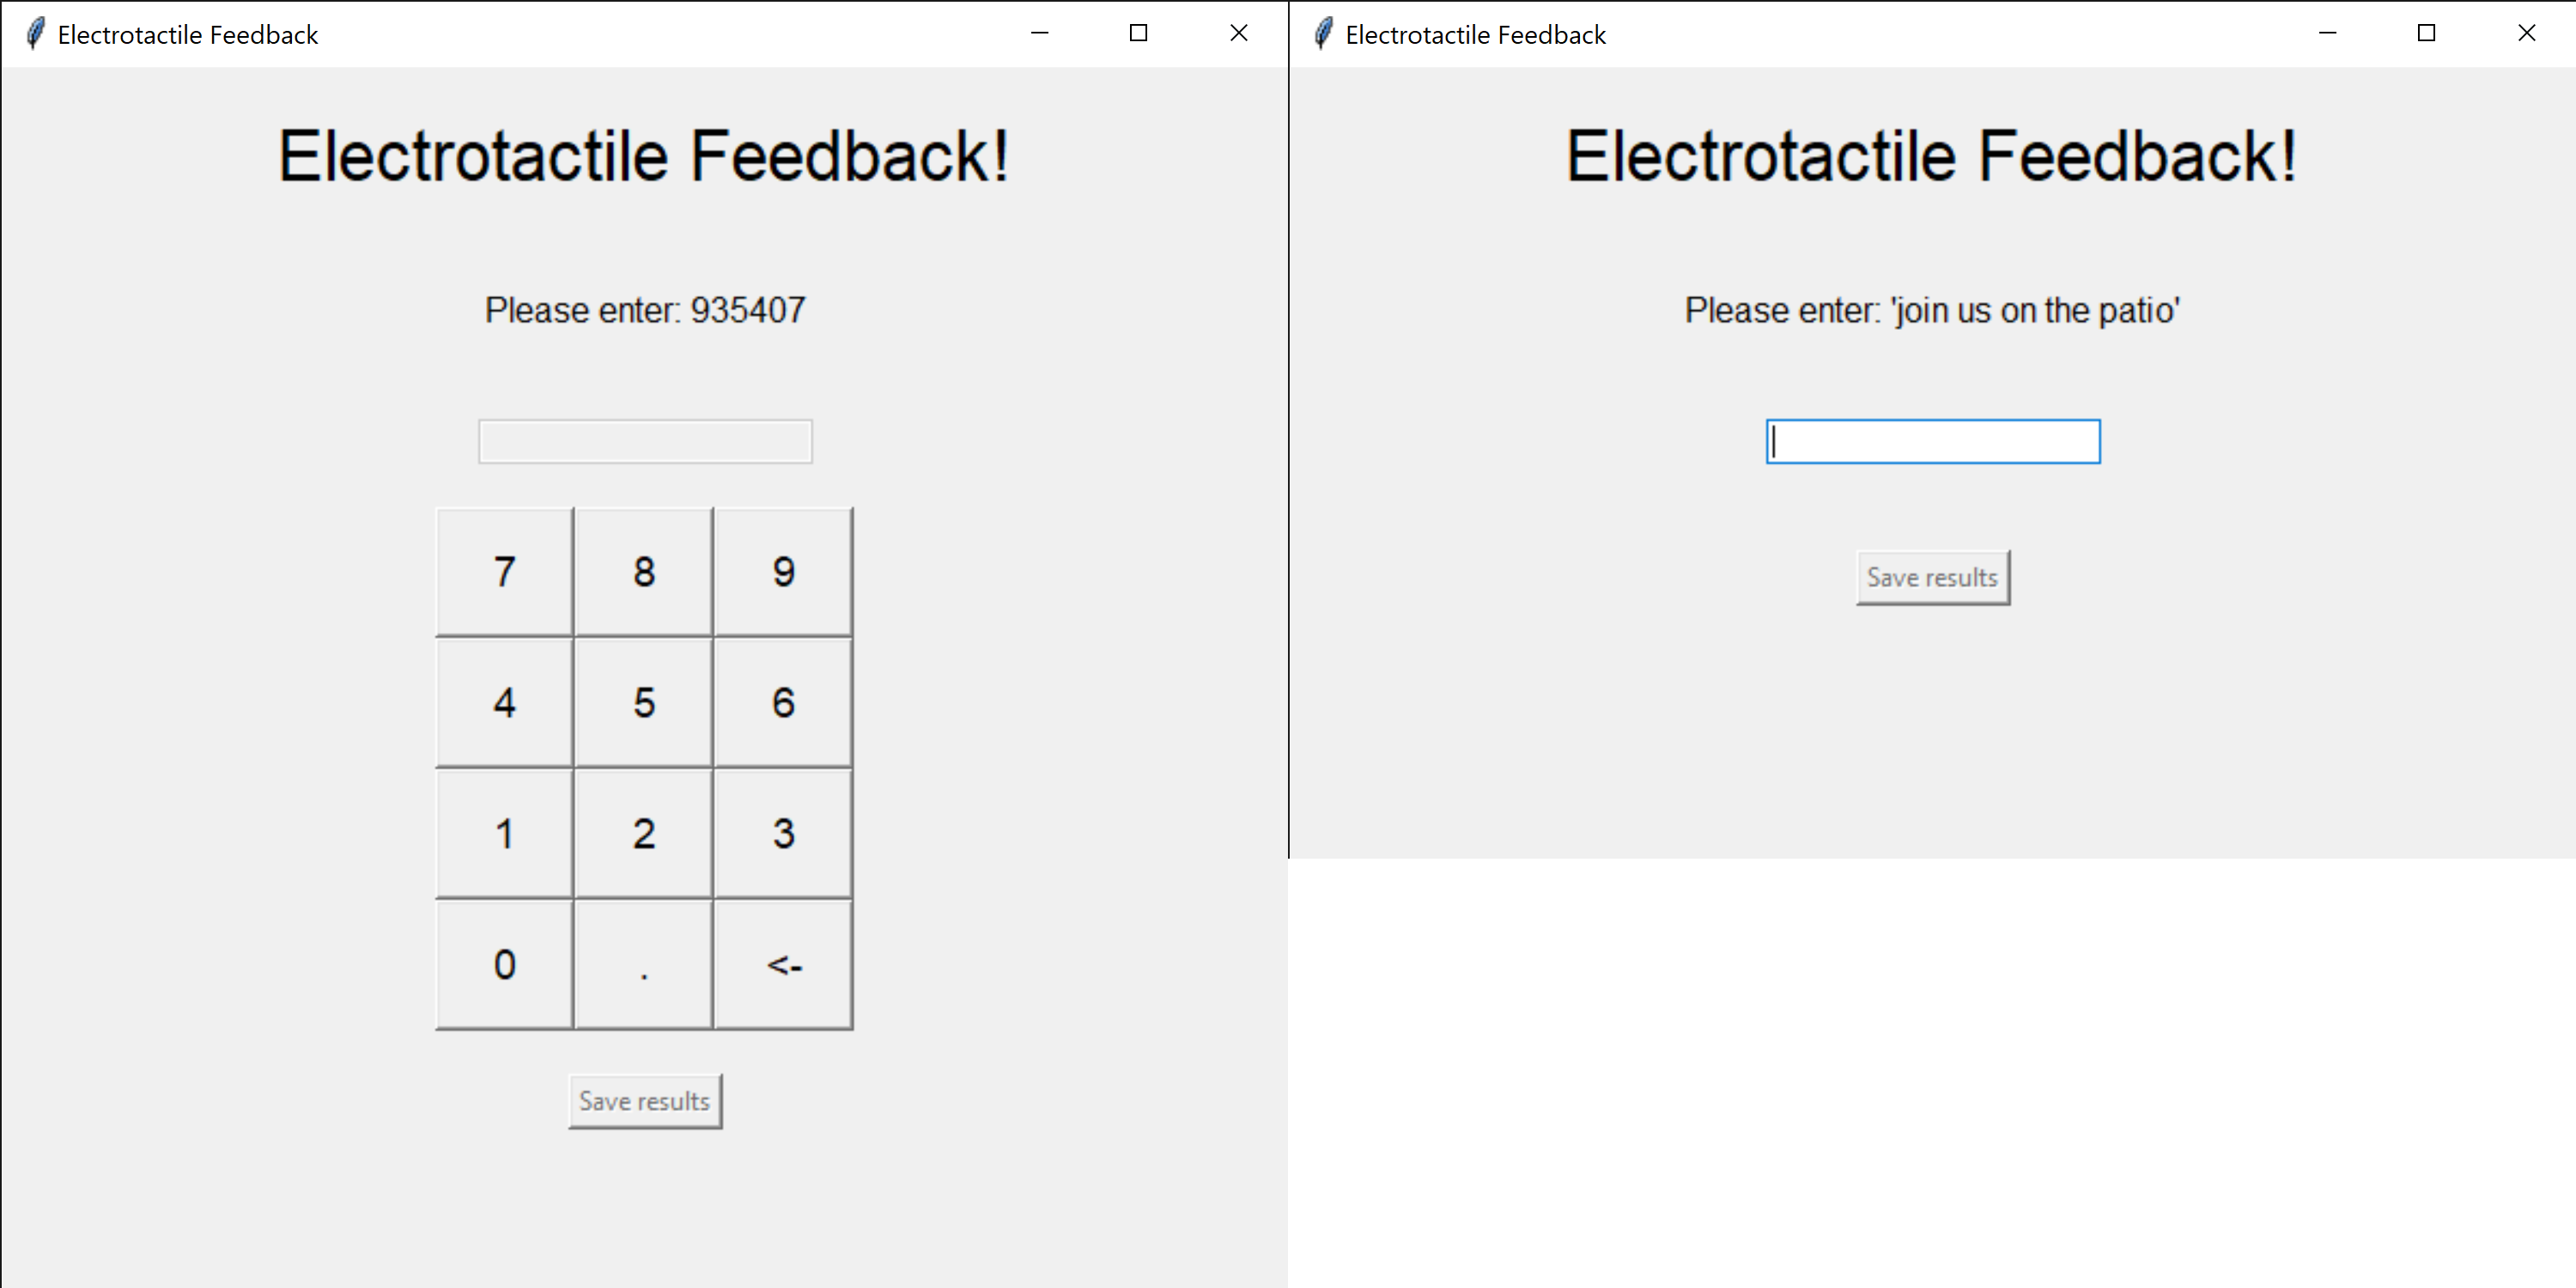 Electrotactile Feedback
Electrotactile Feedback!
Please enter: 935407
7 8 9
4 5 6
1 2 3
0 . <-
Save results
Electrotactile Feedback
Electrotactile Feedback!
Please enter: 'join us on the patio'
Save results